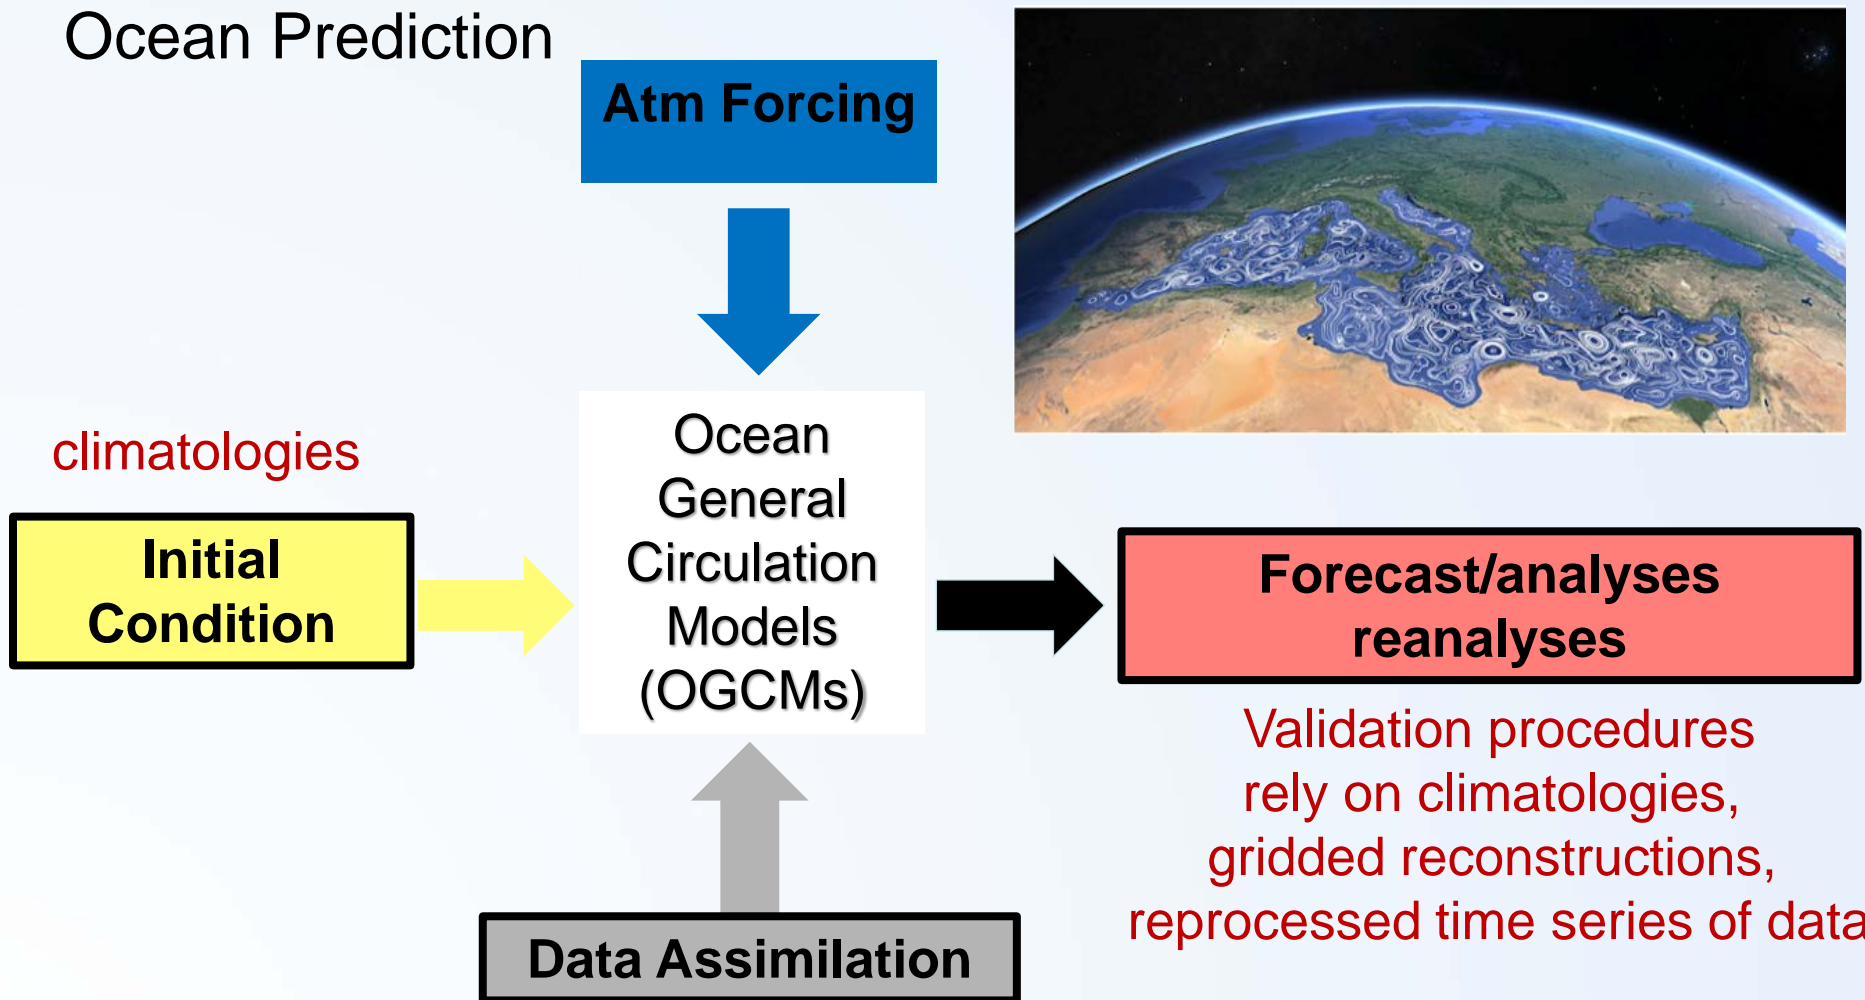 Ocean Prediction
Atm Forcing
climatologies
Initial
Condition
Ocean
General
Circulation
Models
(OGCMs)
Forecast/analyses
reanalyses
Validation procedures
rely on climatologies,
gridded reconstructions,
reprocessed time series of data
Data Assimilation